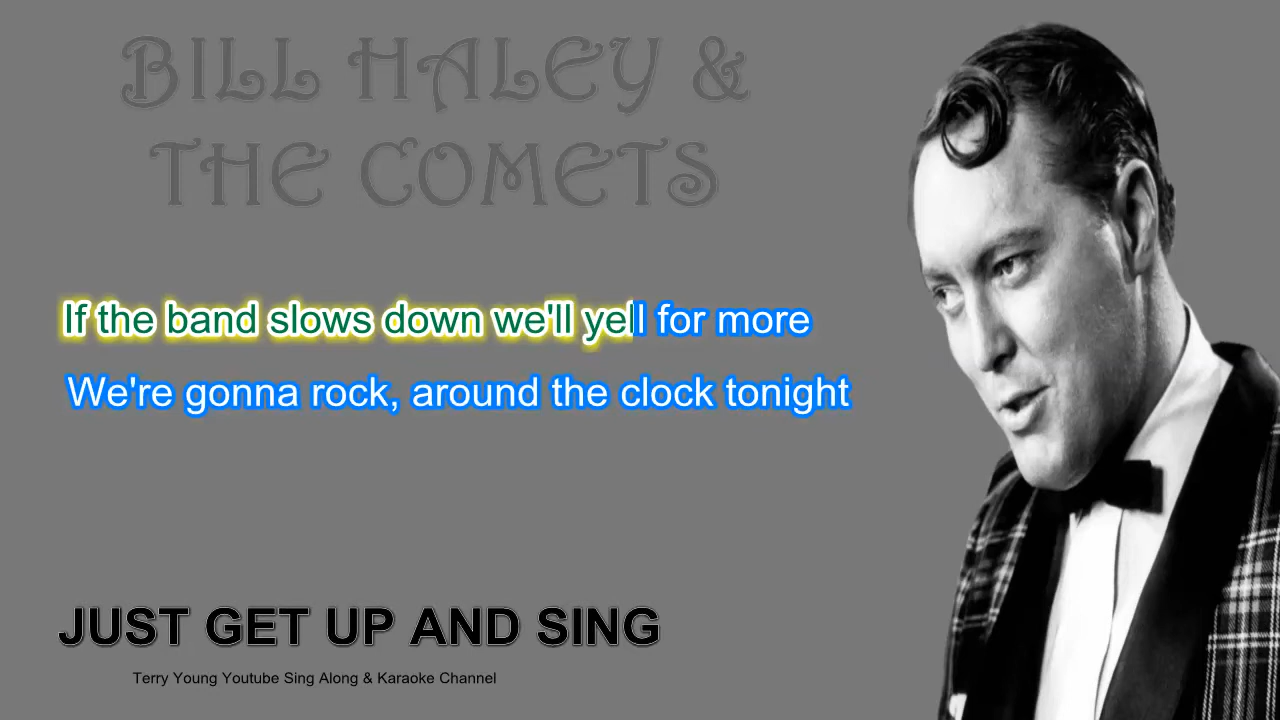 BILL HALEY &
THE COMETS
If the band slows down we'll yell for more
We're gonna rock, around the clock tonight
JUST GET UP AND SING
Terry Young Youtube Sing Along & Karaoke Channel